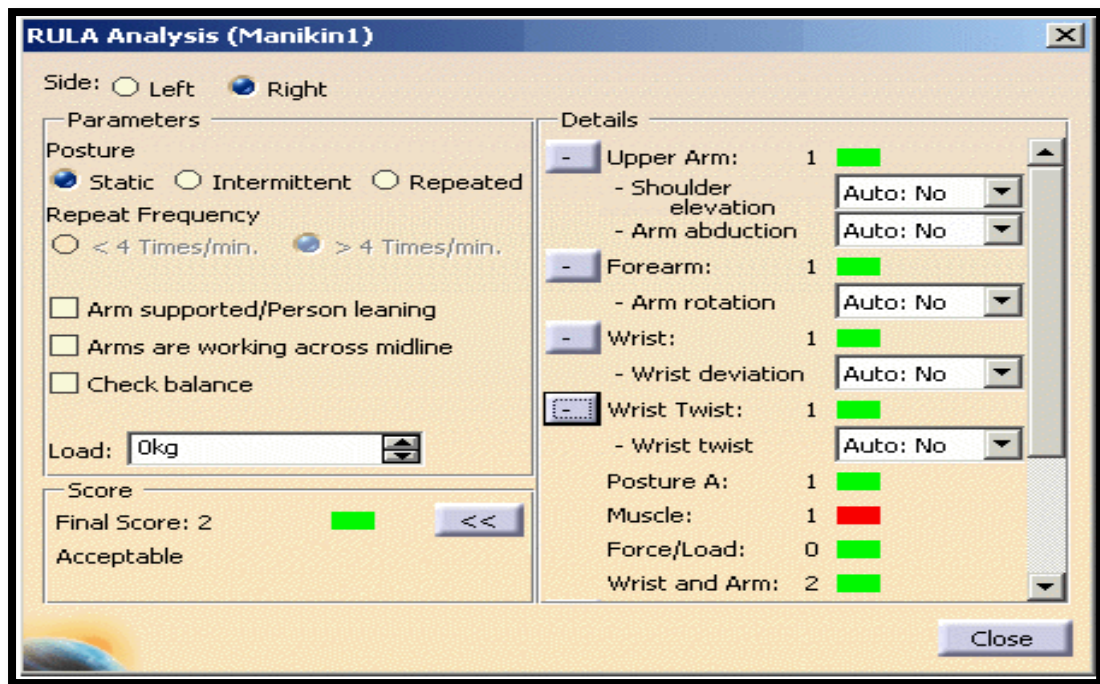 RULA Analysis (Manikin1)
Side: Left Right
Parameters
Posture
Static Intermittent Repeated
Repeat Frequency
< 4 Times/min. > 4 Times/min.
Arm supported/Person leaning
Arms are working across midline
Check balance
Load: 0kg
Score
Final Score: 2 <<
Acceptable
Details
- Upper Arm: 1
- Shoulder elevation Auto: No
- Arm abduction Auto: No
- Forearm: 1
- Arm rotation Auto: No
- Wrist: 1
- Wrist deviation Auto: No
- Wrist Twist: 1
- Wrist twist Auto: No
Posture A: 1
Muscle: 1
Force/Load: 0
Wrist and Arm: 2
Close